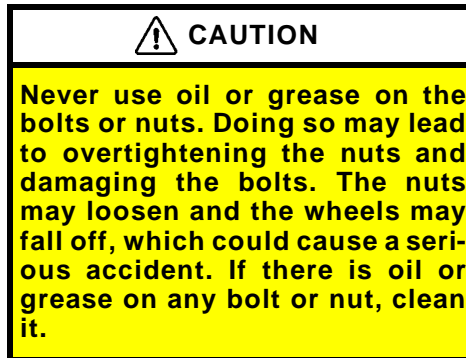 CAUTION
Never use oil or grease on the
bolts or nuts. Doing so may lead
to overtightening the nuts and
damaging the bolts. The nuts
may loosen and the wheels may
fall off, which could cause a seri-
ous accident. If there is oil or
grease on any bolt or nut, clean
it.